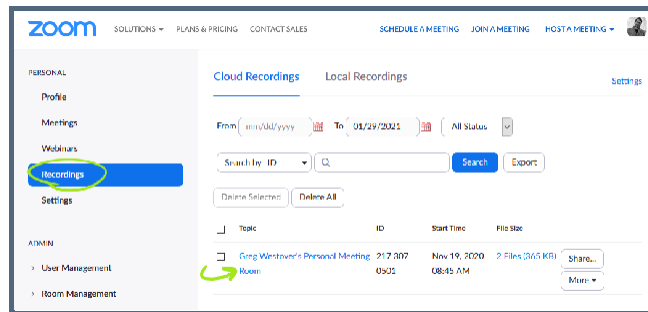 zoom SOLUTIONS PLANS & PRICING CONTACT SALES SCHEDULE A MEETING JOIN A MEETING HOST A MEETING
PERSONAL
Profile
Meetings
Webinars
Recordings
Settings
ADMIN
User Management
Room Management
Cloud Recordings Local Recordings
Settings
From mm/dd/yyyy To 01/29/2021 All Status
Search by ID Search Export
Delete Selected Delete All
Topic ID Start Time File Size
Greg Westover's Personal Meeting 217 307 Nov 19, 2020 2 Files (365 KB) Share...
Room 0501 08:45 AM
More